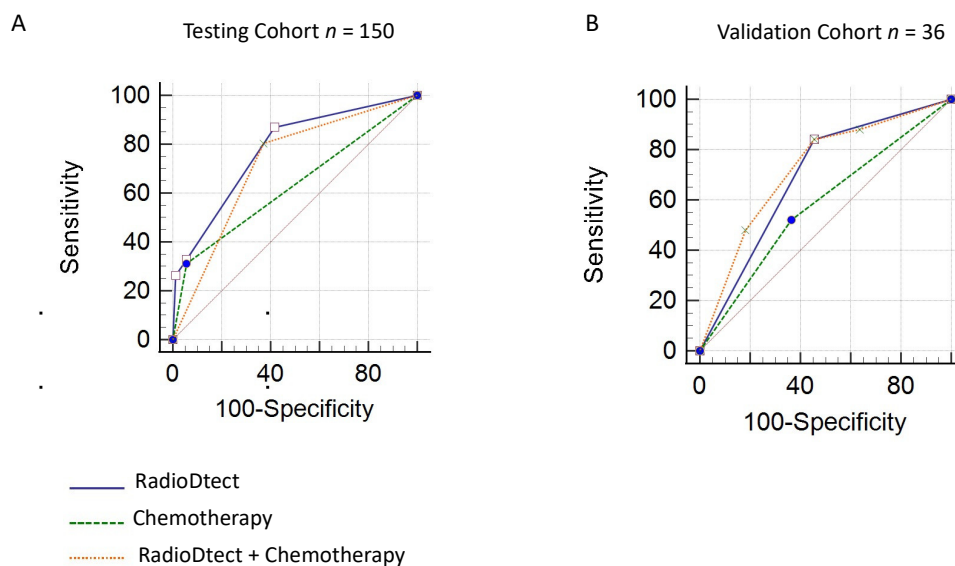 A
Testing Cohort n = 150
100
80
60
40
20
0
Sensitivity
0
40
80
100-Specificity
B
Validation Cohort n = 36
100
80
60
40
20
0
Sensitivity
0
40
80
100-Specificity
RadioDtect
Chemotherapy
RadioDtect + Chemotherapy